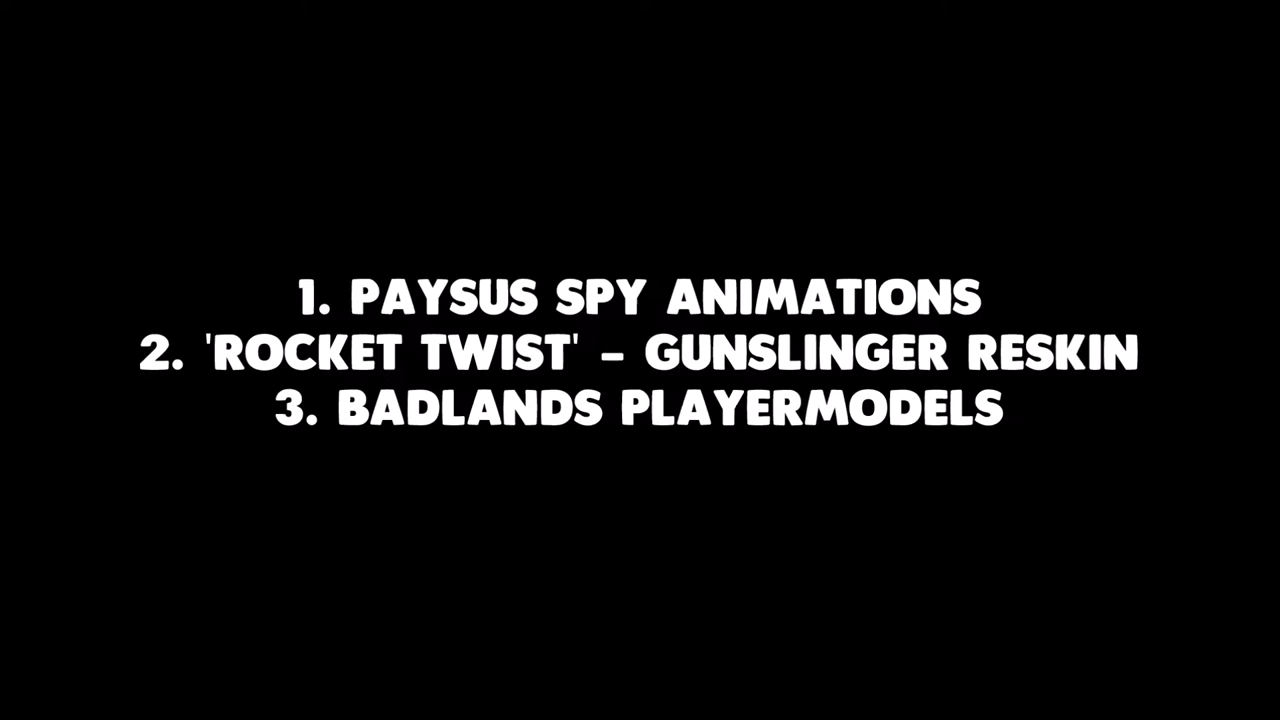 1. PAYSUS SPY ANIMATIONS
2. 'ROCKET TWIST' - GUNSLINGER RESKIN
3. BADLANDS PLAYERMODELS